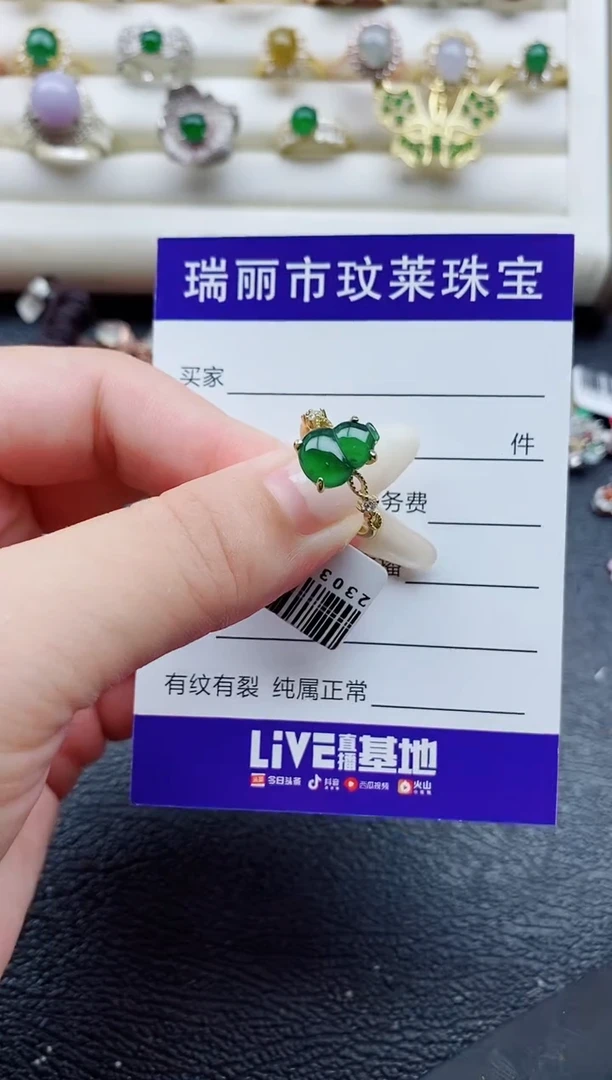 瑞丽市玟莱珠宝
买家
件
务费
播
2303
有纹有裂 纯属正常
LiVE直播基地
今日头条 抖音 西瓜视频 火山